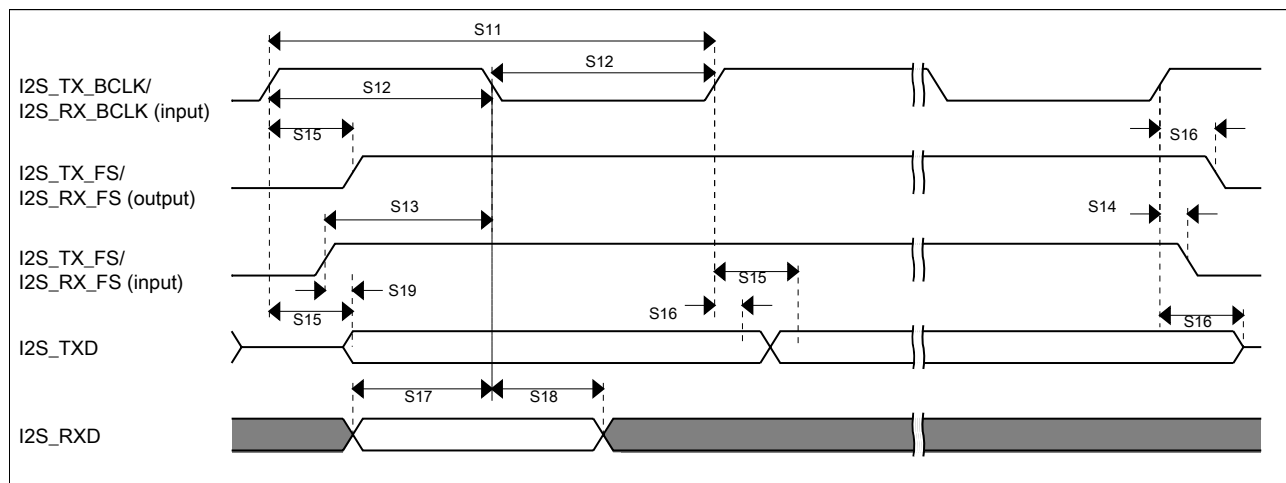 S11
S12
I2S_TX_BCLK/
I2S_RX_BCLK (input)
S12
S15
S16
I2S_TX_FS/
I2S_RX_FS (output)
S13
S14
I2S_TX_FS/
I2S_RX_FS (input)
S15
S19
S16
S15
S16
I2S_TXD
S17
S18
I2S_RXD